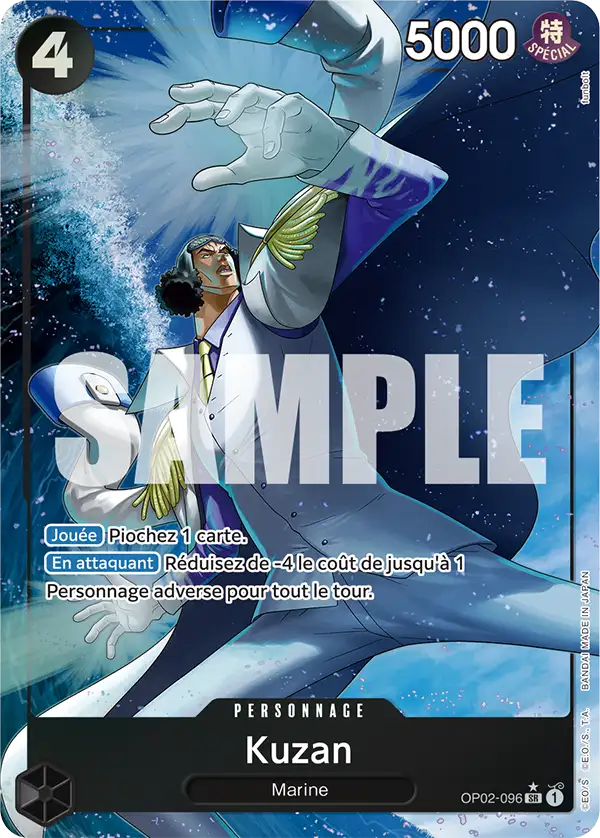 4
5000
特
SPÉCIAL
funbolt
SAMPLE
Jouée Piochez 1 carte.
En attaquant Réduisez de -4 le coût de jusqu'à 1
Personnage adverse pour tout le tour.
PERSONNAGE
Kuzan
Marine
OP02-096 SR 1
©E.O/S ©E.O./S., T.A. BANDAI MADE IN JAPAN